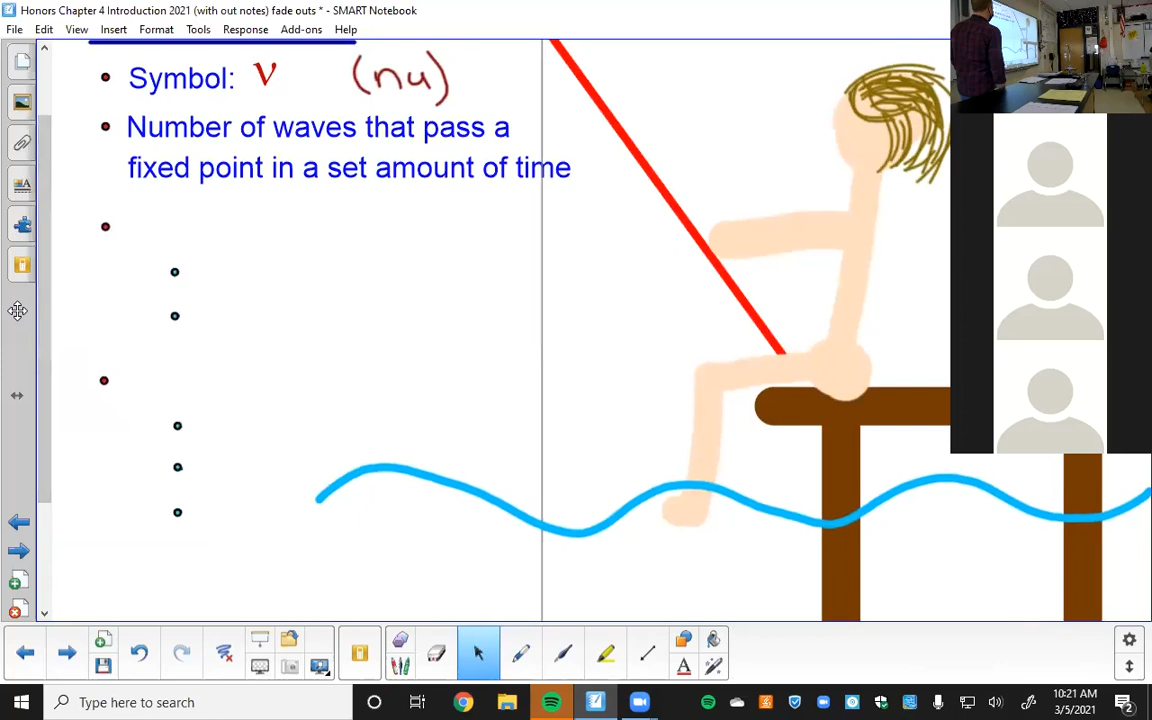 Honors Chapter 4 Introduction 2021 (with out notes) fade outs * - SMART Notebook
File Edit View Insert Format Tools Response Add-ons Help
Symbol: ν (nu)
Number of waves that pass a
fixed point in a set amount of time
Type here to search
10:21 AM
3/5/2021
2